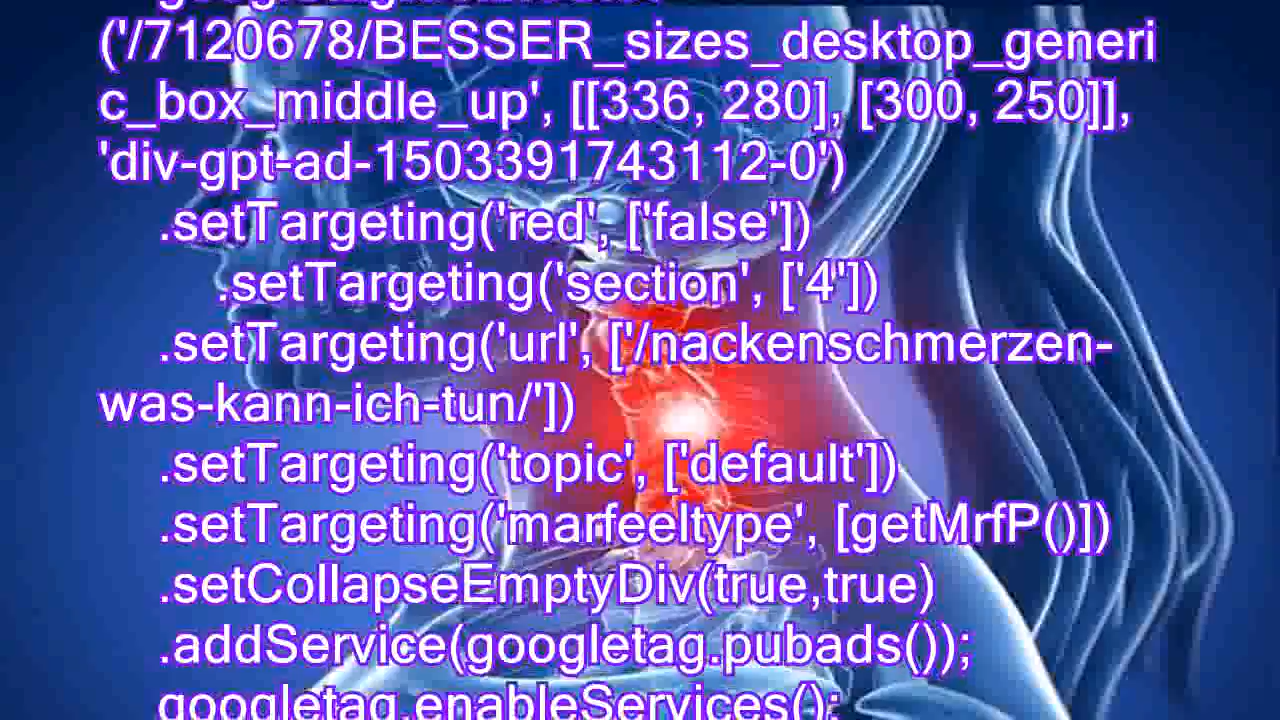 ('/7120678/BESSER_sizes_desktop_generi
c_box_middle_up', [[336, 280], [300, 250]],
'div-gpt-ad-1503391743112-0')
.setTargeting('red', ['false'])
.setTargeting('section', ['4'])
.setTargeting('url', ['/nackenschmerzen-
was-kann-ich-tun/'])
.setTargeting('topic', ['default'])
.setTargeting('marfeeltype', [getMrfP()])
.setCollapseEmptyDiv(true,true)
.addService(googletag.pubads());
googletag.enableServices();